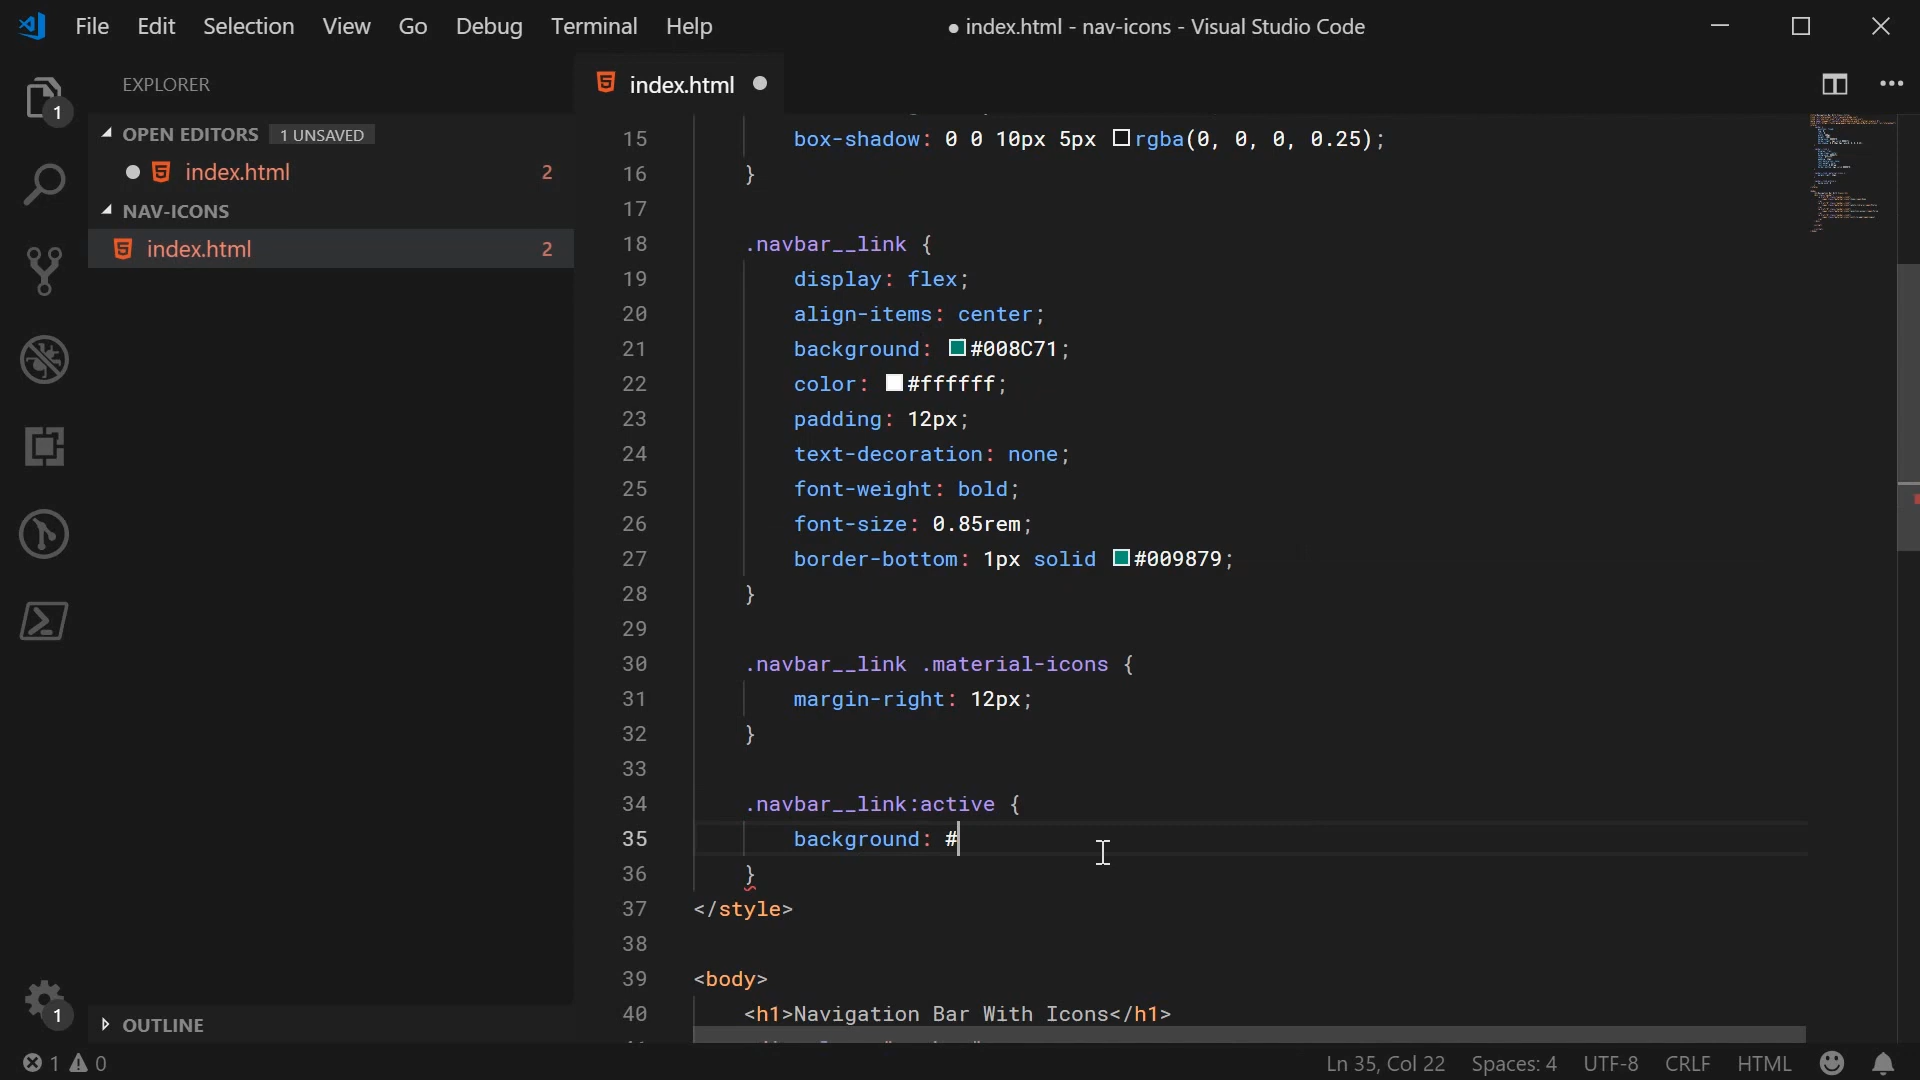 File Edit Selection View Go Debug Terminal Help
● index.html - nav-icons - Visual Studio Code
EXPLORER
1
OPEN EDITORS 1 UNSAVED
index.html 2
NAV-ICONS
index.html 2
OUTLINE
1
index.html
15 box-shadow: 0 0 10px 5px rgba(0, 0, 0, 0.25);
16 }
17
18 .navbar__link {
19 display: flex;
20 align-items: center;
21 background: #008C71;
22 color: #ffffff;
23 padding: 12px;
24 text-decoration: none;
25 font-weight: bold;
26 font-size: 0.85rem;
27 border-bottom: 1px solid #009879;
28 }
29
30 .navbar__link .material-icons {
31 margin-right: 12px;
32 }
33
34 .navbar__link:active {
35 background: #
36 }
37 </style>
38
39 <body>
40 <h1>Navigation Bar With Icons</h1>
1 0
Ln 35, Col 22 Spaces: 4 UTF-8 CRLF HTML